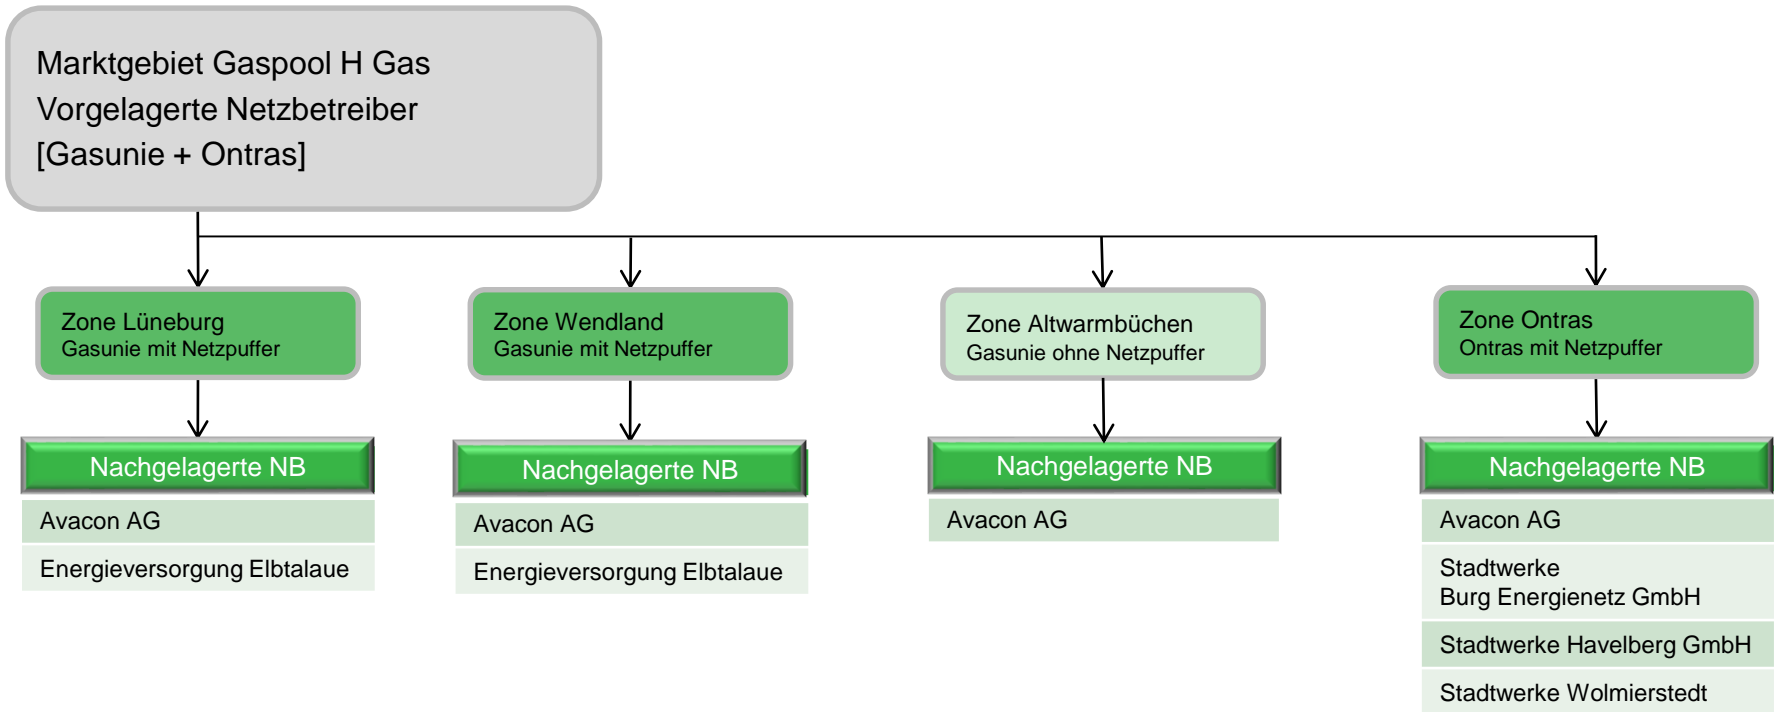 Marktgebiet Gaspool H Gas
Vorgelagerte Netzbetreiber
[Gasunie + Ontras]
Zone Lüneburg
Gasunie mit Netzpuffer
Zone Wendland
Gasunie mit Netzpuffer
Zone Altwarmbüchen
Gasunie ohne Netzpuffer
Zone Ontras
Ontras mit Netzpuffer
Nachgelagerte NB
Avacon AG
Energieversorgung Elbtalaue
Nachgelagerte NB
Avacon AG
Energieversorgung Elbtalaue
Nachgelagerte NB
Avacon AG
Nachgelagerte NB
Avacon AG
Stadtwerke
Burg Energienetz GmbH
Stadtwerke Havelberg GmbH
Stadtwerke Wolmierstedt